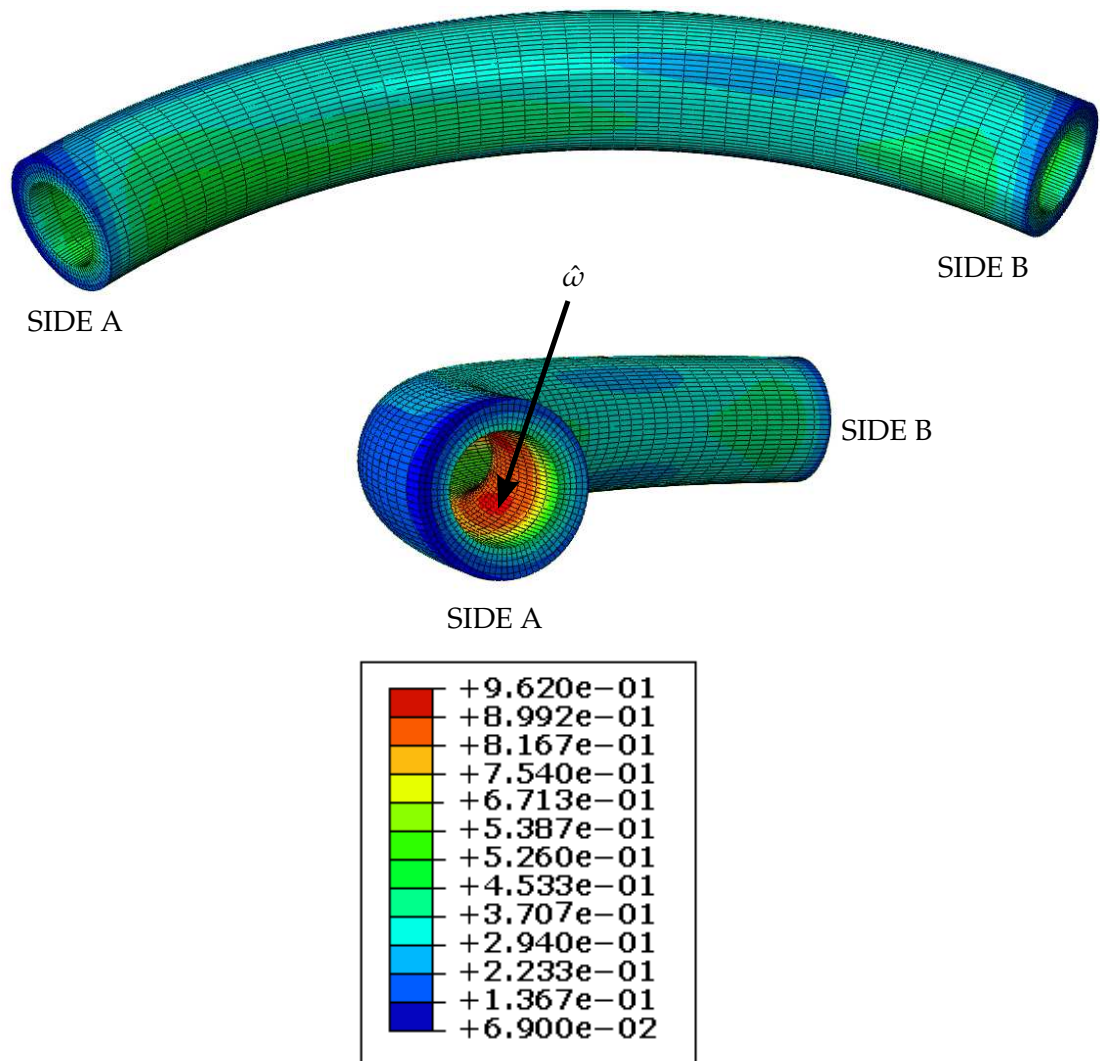 SIDE B
SIDE A
ω̂
SIDE B
SIDE A
+9.620e-01
+8.992e-01
+8.167e-01
+7.540e-01
+6.713e-01
+5.387e-01
+5.260e-01
+4.533e-01
+3.707e-01
+2.940e-01
+2.233e-01
+1.367e-01
+6.900e-02